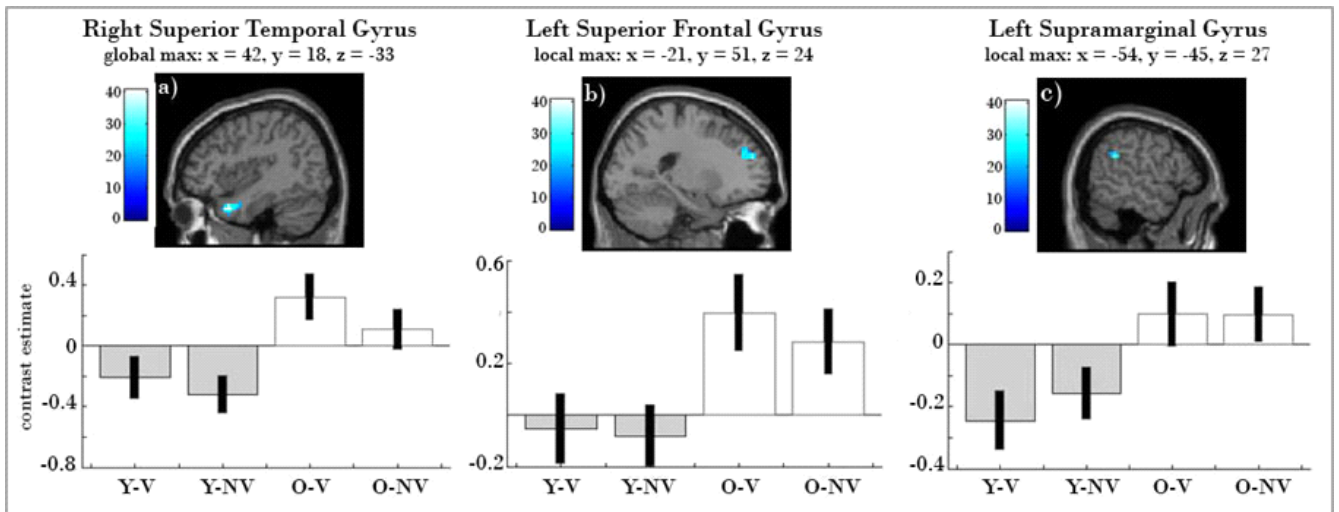 Right Superior Temporal Gyrus
global max: x = 42, y = 18, z = -33
a)
40
30
20
10
0
contrast estimate
0.4
0
-0.4
-0.8
Y-V Y-NV O-V O-NV
Left Superior Frontal Gyrus
local max: x = -21, y = 51, z = 24
b)
40
30
20
10
0
0.6
0.2
-0.2
Y-V Y-NV O-V O-NV
Left Supramarginal Gyrus
local max: x = -54, y = -45, z = 27
c)
40
30
20
10
0
0.2
0
-0.2
-0.4
Y-V Y-NV O-V O-NV